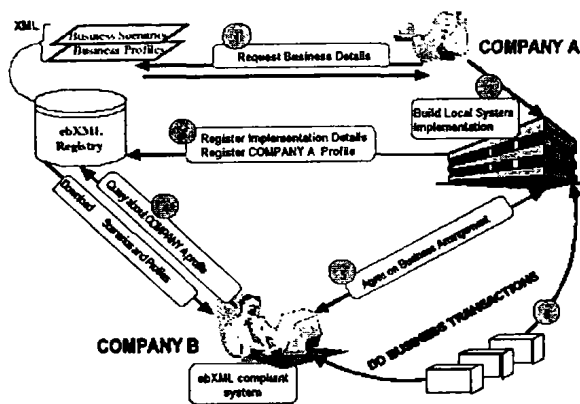 XML
Business Scenarios
Business Profiles
Request Business Details
COMPANY A
Build Local System
Implementation
ebXML
Registry
Register Implementation Details
Register COMPANY A Profile
Query about COMPANY A profile
Download
Scenarios and Profiles
Agree on Business Arrangement
DO BUSINESS TRANSACTIONS
COMPANY B
ebXML compliant
system